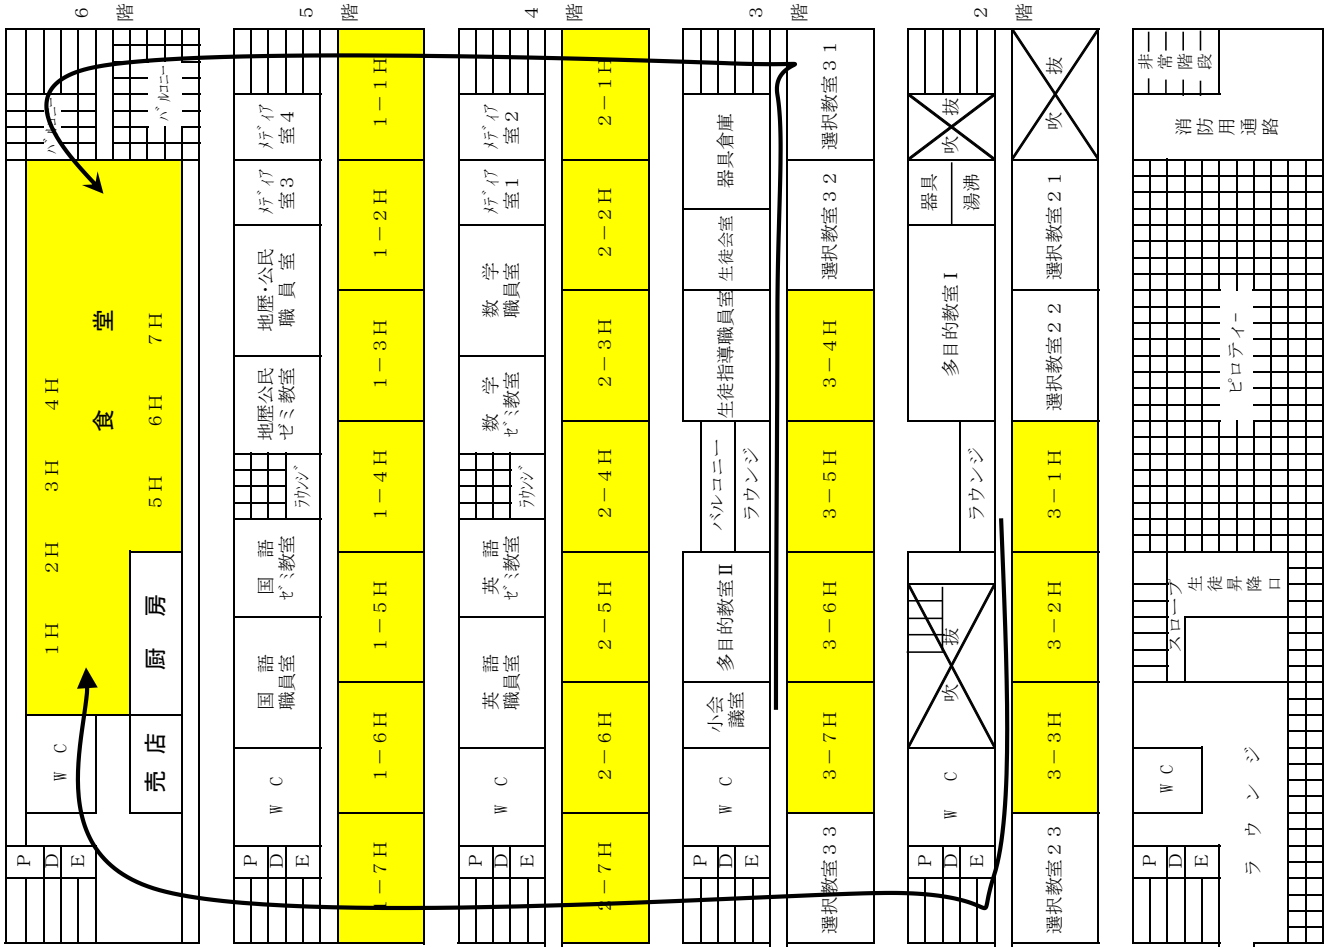 6 階
5 階
4 階
3 階
2 階
バルコニー
バルコニー
食堂
1H 2H 3H 4H
5H 6H 7H
厨房
売店
WC
P
D
E
メディア室4
メディア室3
地歴・公民職員室
地歴公民ゼミ教室
ラウンジ
国語ゼミ教室
国語職員室
WC
P
D
E
1-1H
1-2H
1-3H
1-4H
1-5H
1-6H
1-7H
メディア室2
メディア室1
数学職員室
数学ゼミ教室
ラウンジ
英語ゼミ教室
英語職員室
WC
P
D
E
2-1H
2-2H
2-3H
2-4H
2-5H
2-6H
2-7H
器具倉庫
生徒会室
生徒指導職員室
バルコニー
ラウンジ
多目的教室Ⅱ
小会議室
WC
P
D
E
選択教室31
選択教室32
3-4H
3-5H
3-6H
3-7H
選択教室33
吹抜
器具
湯沸
多目的教室Ⅰ
ラウンジ
吹抜
WC
P
D
E
吹抜
選択教室21
選択教室22
3-1H
3-2H
3-3H
選択教室23
非常階段
消防用通路
ピロティー
スロープ
生徒昇降口
WC
P
D
E
ラウンジ